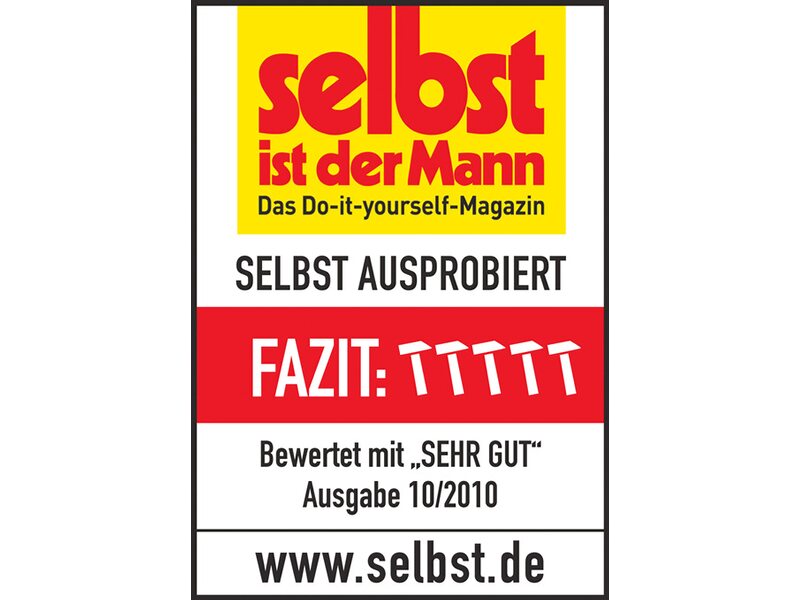 selbst
ist der Mann
Das Do-it-yourself-Magazin
SELBST AUSPROBIERT
FAZIT:
Bewertet mit „SEHR GUT“
Ausgabe 10/2010
www.selbst.de